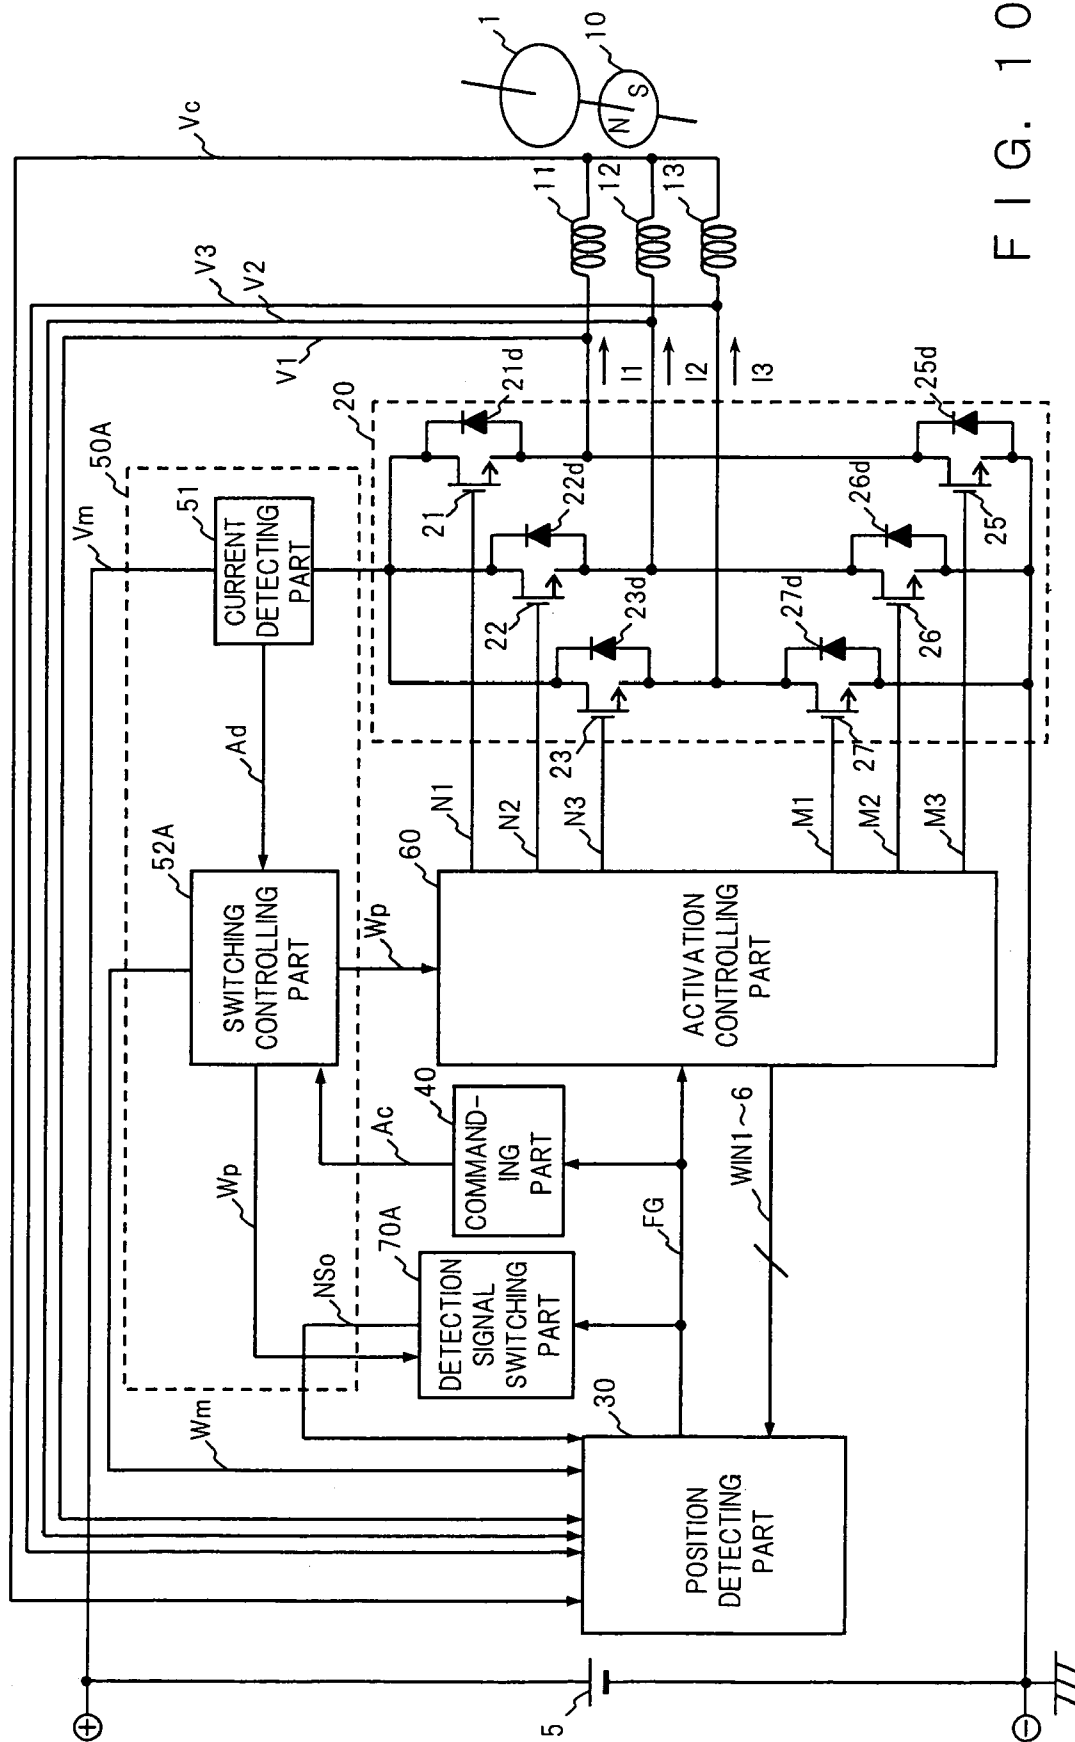 Vc
V3
V2
V1
Vm
50A
51
CURRENT
DETECTING
PART
Ad
52A
SWITCHING
CONTROLLING
PART
Wp
Wp
Wm
NSo
70A
DETECTION
SIGNAL
SWITCHING
PART
Ac
40
COMMAND-
ING
PART
60
ACTIVATION
CONTROLLING
PART
FG
WIN1~6
30
POSITION
DETECTING
PART
5
+
−
N1
N2
N3
M1
M2
M3
20
21
21d
22
22d
23
23d
25
25d
26
26d
27
27d
I1
I2
I3
11
12
13
1
10
N
S
FIG. 10